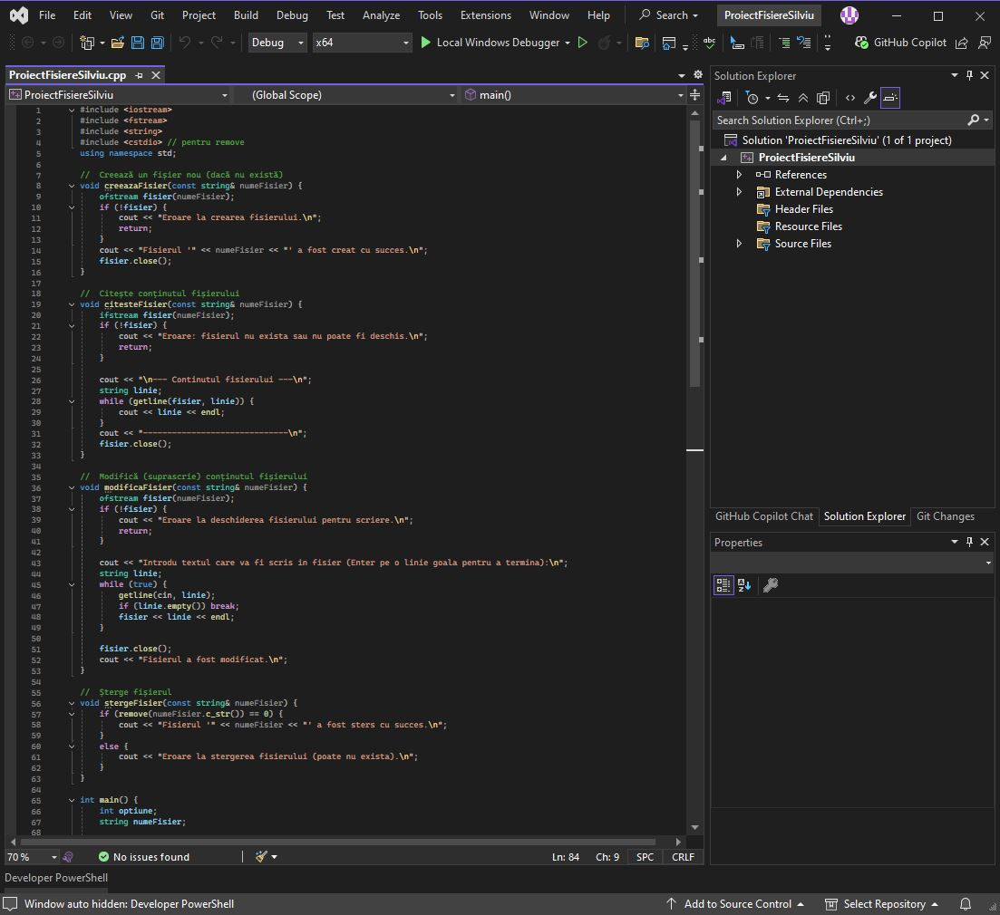 File Edit View Git Project Build Debug Test Analyze Tools Extensions Window Help Search ProiectFisiereSilviu
Debug x64 Local Windows Debugger GitHub Copilot
ProiectFisiereSilviu.cpp
ProiectFisiereSilviu (Global Scope) main()
1 #include <iostream>
2 #include <fstream>
3 #include <string>
4 #include <cstdio> // pentru remove
5 using namespace std;
6
7 // Creează un fișier nou (dacă nu există)
8 void creeazaFisier(const string& numeFisier) {
9 ofstream fisier(numeFisier);
10 if (!fisier) {
11 cout << "Eroare la crearea fisierului.\n";
12 return;
13 }
14 cout << "Fisierul '" << numeFisier << "' a fost creat cu succes.\n";
15 fisier.close();
16 }
17
18 // Citește conținutul fișierului
19 void citesteFisier(const string& numeFisier) {
20 ifstream fisier(numeFisier);
21 if (!fisier) {
22 cout << "Eroare: fisierul nu exista sau nu poate fi deschis.\n";
23 return;
24 }
25
26 cout << "\n--- Continutul fisierului ---\n";
27 string linie;
28 while (getline(fisier, linie)) {
29 cout << linie << endl;
30 }
31 cout << "------------------------------\n";
32 fisier.close();
33 }
34
35 // Modifică (suprascrie) conținutul fișierului
36 void modificaFisier(const string& numeFisier) {
37 ofstream fisier(numeFisier);
38 if (!fisier) {
39 cout << "Eroare la deschiderea fisierului pentru scriere.\n";
40 return;
41 }
42
43 cout << "Introdu textul care va fi scris in fisier (Enter pe o linie goala pentru a termina):\n";
44 string linie;
45 while (true) {
46 getline(cin, linie);
47 if (linie.empty()) break;
48 fisier << linie << endl;
49 }
50
51 fisier.close();
52 cout << "Fisierul a fost modificat.\n";
53 }
54
55 // Șterge fișierul
56 void stergeFisier(const string& numeFisier) {
57 if (remove(numeFisier.c_str()) == 0) {
58 cout << "Fisierul '" << numeFisier << "' a fost sters cu succes.\n";
59 }
60 else {
61 cout << "Eroare la stergerea fisierului (poate nu exista).\n";
62 }
63 }
64
65 int main() {
66 int optiune;
67 string numeFisier;
68
70 % No issues found Ln: 84 Ch: 9 SPC CRLF
Solution Explorer
Search Solution Explorer (Ctrl+;)
Solution 'ProiectFisiereSilviu' (1 of 1 project)
ProiectFisiereSilviu
References
External Dependencies
Header Files
Resource Files
Source Files
GitHub Copilot Chat Solution Explorer Git Changes
Properties
Developer PowerShell
Window auto hidden: Developer PowerShell Add to Source Control Select Repository